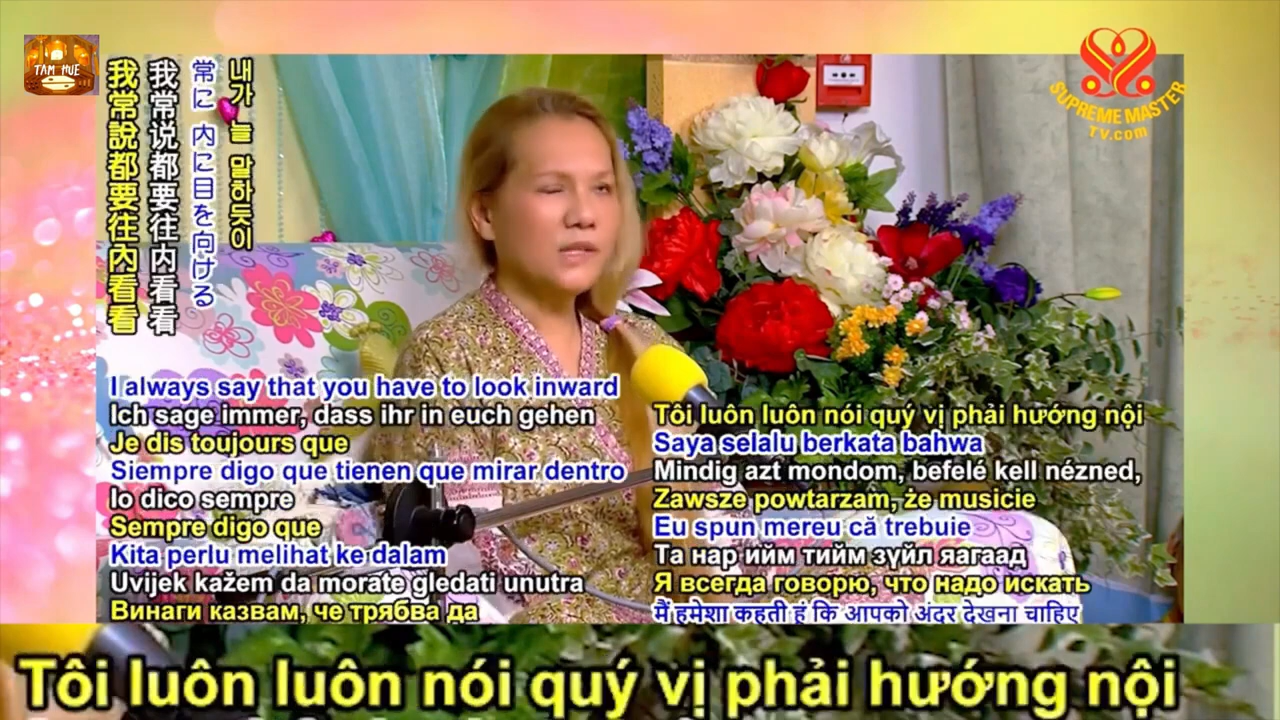 TAM HUE
我常說都要往內看看
我常说都要往内看看
常に 内に目を向ける
내가 늘 말하듯이
SUPREME MASTER
TV.com
I always say that you have to look inward
Ich sage immer, dass ihr in euch gehen
Je dis toujours que
Siempre digo que tienen que mirar dentro
Io dico sempre
Sempre digo que
Kita perlu melihat ke dalam
Uvijek kažem da morate gledati unutra
Винаги казвам, че трябва да
Tôi luôn luôn nói quý vị phải hướng nội
Saya selalu berkata bahwa
Mindig azt mondom, befelé kell nézned,
Zawsze powtarzam, że musicie
Eu spun mereu că trebuie
Та нар ийм тийм зүйл яагаад
Я всегда говорю, что надо искать
मैं हमेशा कहती हूं कि आपको अंदर देखना चाहिए
Tôi luôn luôn nói quý vị phải hướng nội